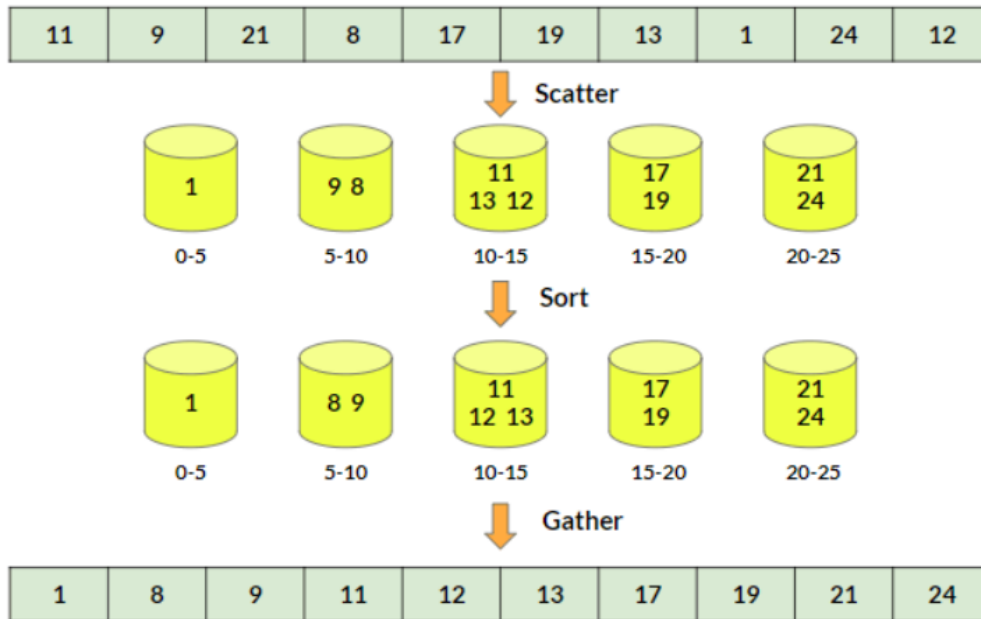 11 9 21 8 17 19 13 1 24 12
Scatter
1 9 8 11 17 21
13 12 19 24
0-5 5-10 10-15 15-20 20-25
Sort
1 8 9 11 17 21
12 13 19 24
0-5 5-10 10-15 15-20 20-25
Gather
1 8 9 11 12 13 17 19 21 24